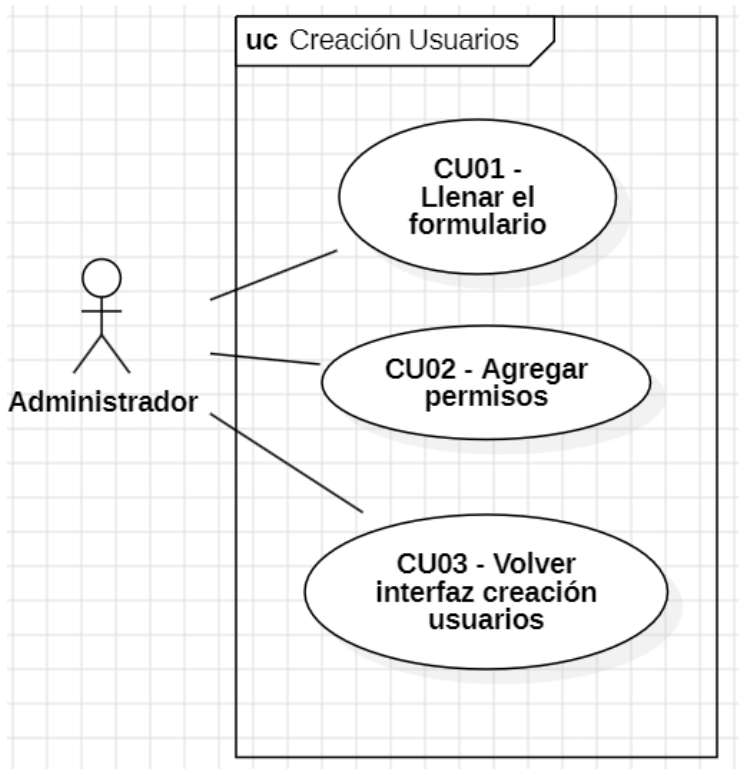 uc Creación Usuarios
CU01 -
Llenar el
formulario
Administrador
CU02 - Agregar
permisos
CU03 - Volver
interfaz creación
usuarios